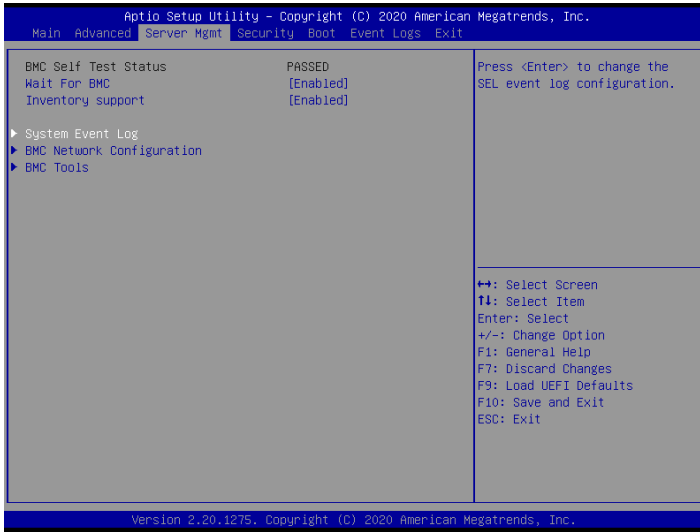 Aptio Setup Utility – Copyright (C) 2020 American Megatrends, Inc.
Main Advanced Server Mgmt Security Boot Event Logs Exit
BMC Self Test Status PASSED
Wait For BMC [Enabled]
Inventory support [Enabled]
▶ System Event Log
▶ BMC Network Configuration
▶ BMC Tools
Press <Enter> to change the
SEL event log configuration.
↔: Select Screen
↑↓: Select Item
Enter: Select
+/-: Change Option
F1: General Help
F7: Discard Changes
F9: Load UEFI Defaults
F10: Save and Exit
ESC: Exit
Version 2.20.1275. Copyright (C) 2020 American Megatrends, Inc.